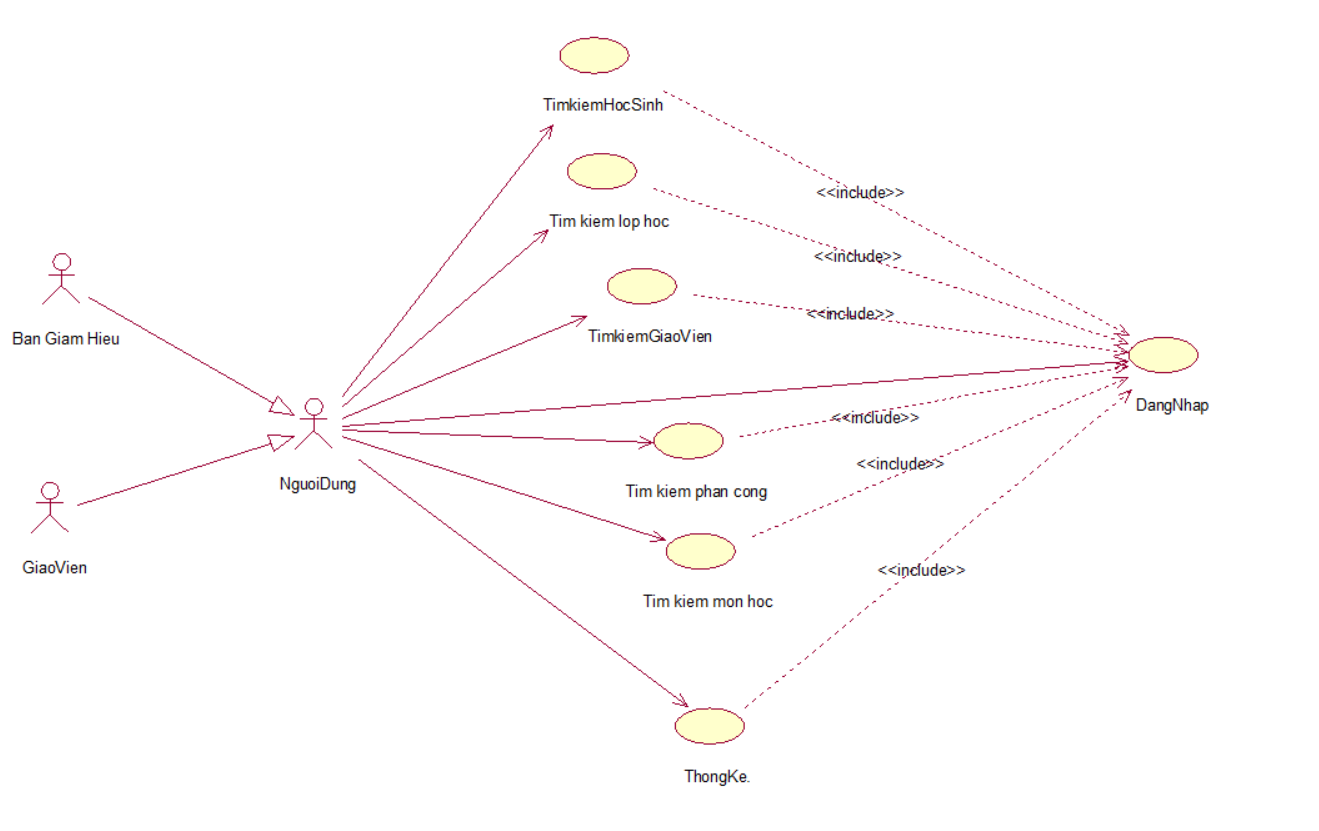 TimkiemHocSinh
<<include>>
Tim kiem lop hoc
<<include>>
<<include>>
TimkiemGiaoVien
Ban Giam Hieu
DangNhap
<<include>>
NguoiDung
<<include>>
Tim kiem phan cong
GiaoVien
<<include>>
Tim kiem mon hoc
ThongKe.